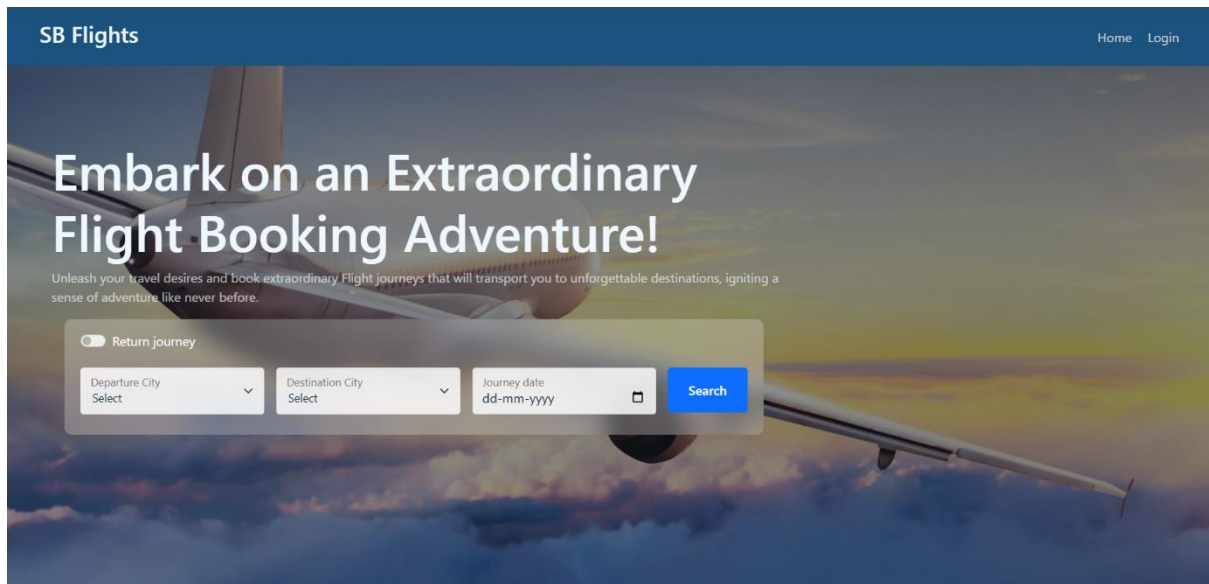 SB Flights
Home Login
Embark on an Extraordinary
Flight Booking Adventure!
Unleash your travel desires and book extraordinary Flight journeys that will transport you to unforgettable destinations, igniting a
sense of adventure like never before.
Return journey
Departure City
Select
Destination City
Select
Journey date
dd-mm-yyyy
Search